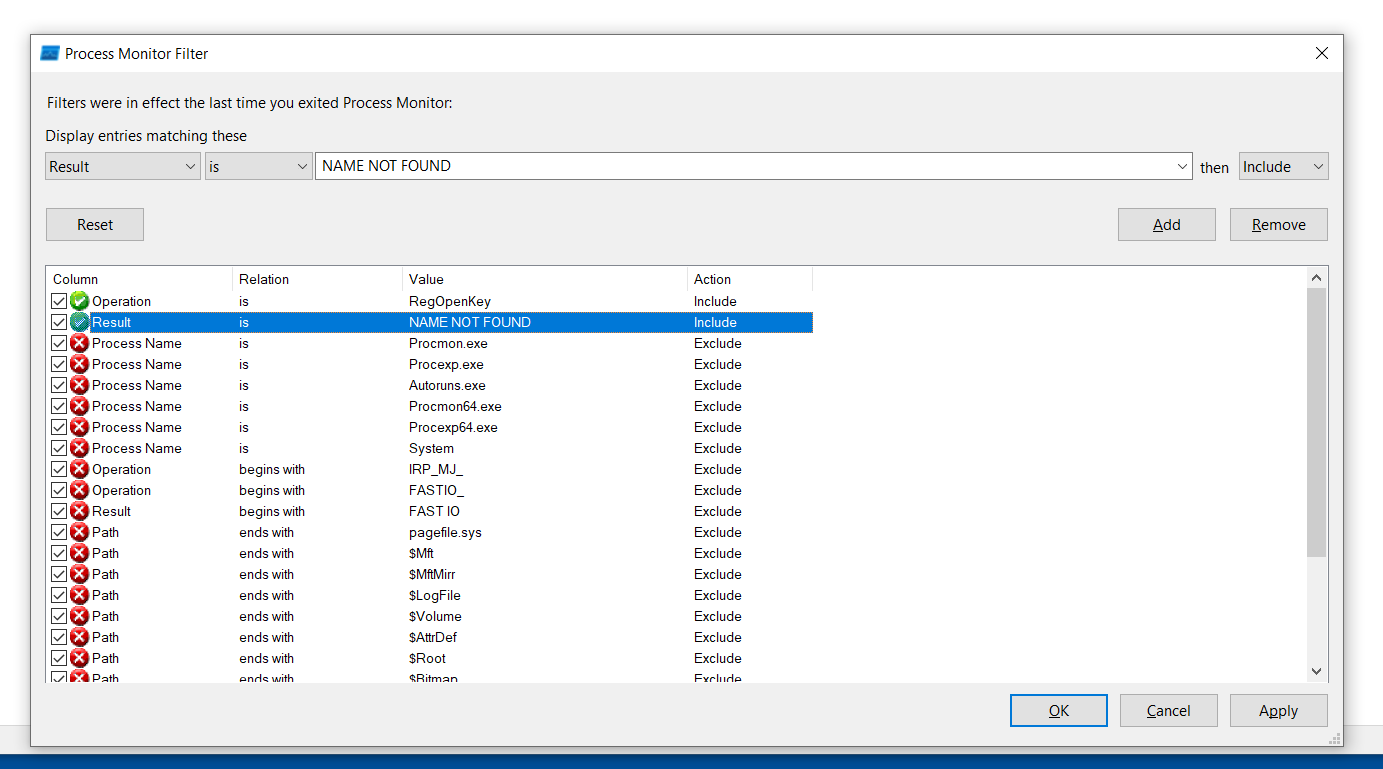 Process Monitor Filter
Filters were in effect the last time you exited Process Monitor:
Display entries matching these
Result is NAME NOT FOUND then Include
Reset Add Remove
Column Relation Value Action
Operation is RegOpenKey Include
Result is NAME NOT FOUND Include
Process Name is Procmon.exe Exclude
Process Name is Procexp.exe Exclude
Process Name is Autoruns.exe Exclude
Process Name is Procmon64.exe Exclude
Process Name is Procexp64.exe Exclude
Process Name is System Exclude
Operation begins with IRP_MJ_ Exclude
Operation begins with FASTIO_ Exclude
Result begins with FAST IO Exclude
Path ends with pagefile.sys Exclude
Path ends with $Mft Exclude
Path ends with $MftMirr Exclude
Path ends with $LogFile Exclude
Path ends with $Volume Exclude
Path ends with $AttrDef Exclude
Path ends with $Root Exclude
Path ends with $Bitmap Exclude
OK Cancel Apply